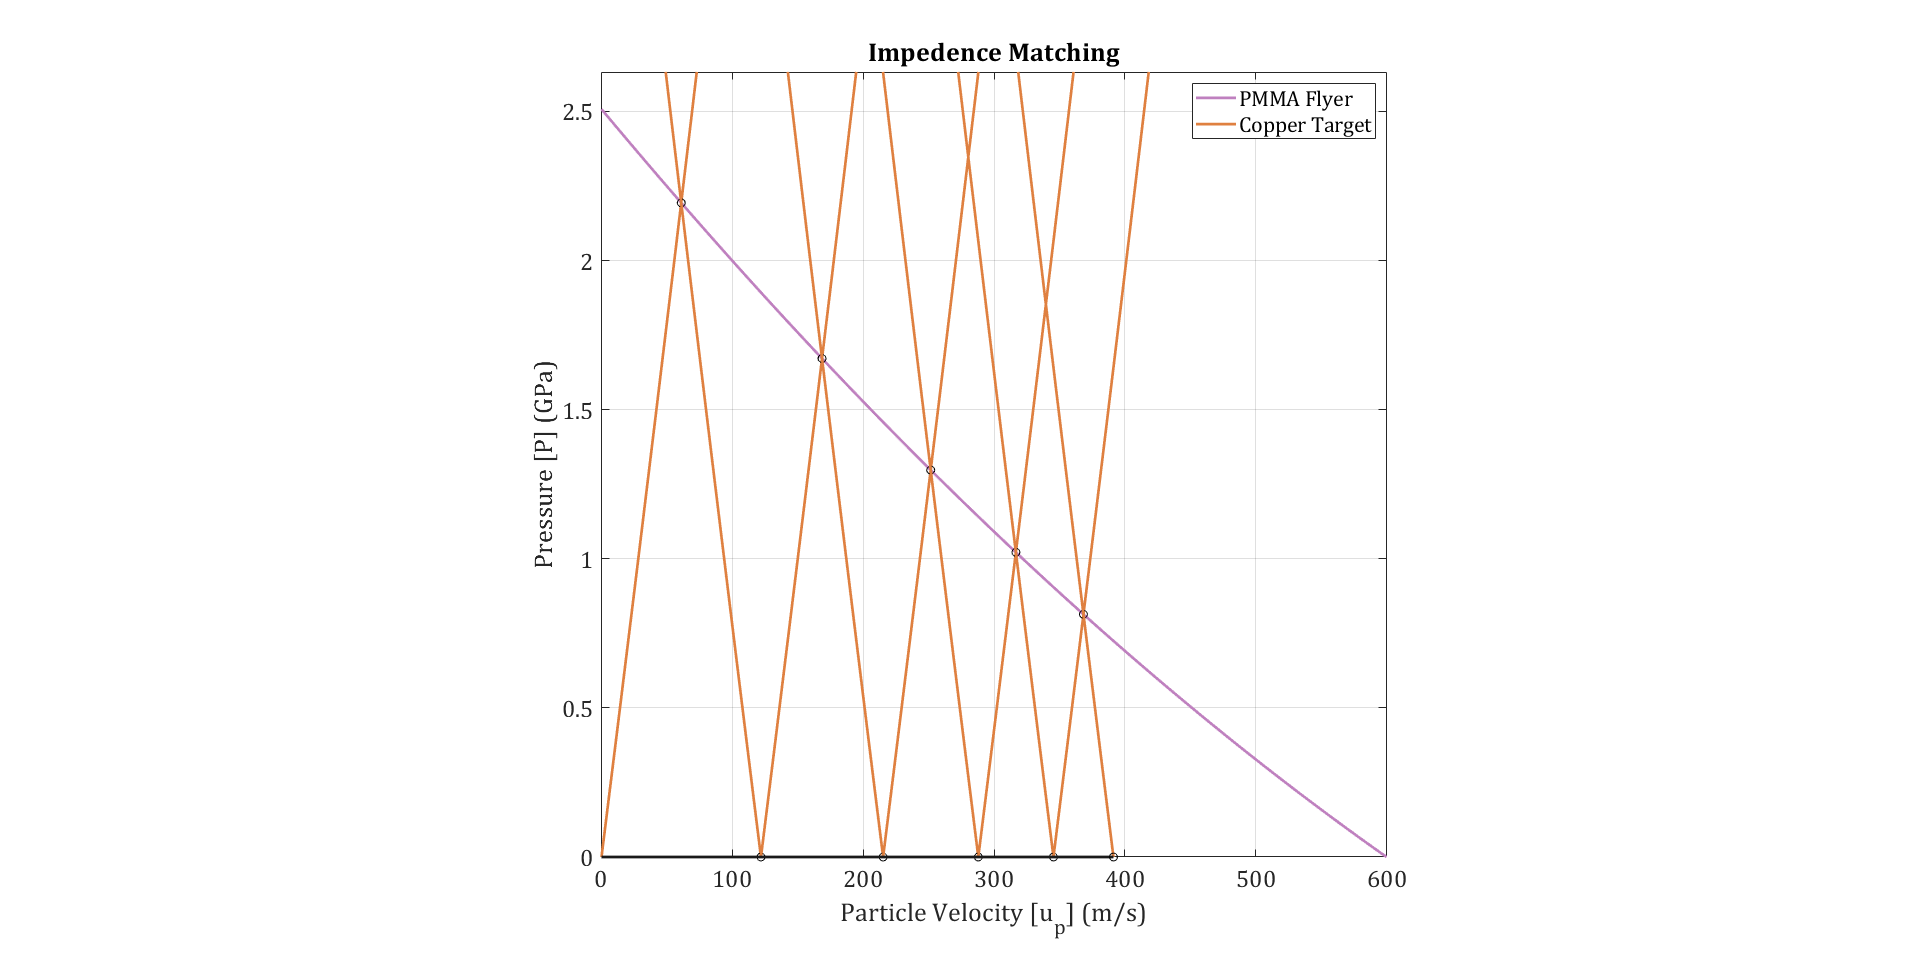 Impedence Matching
PMMA Flyer
Copper Target
2.5
2
1.5
1
0.5
0
Pressure [P] (GPa)
0 100 200 300 400 500 600
Particle Velocity [u_p] (m/s)